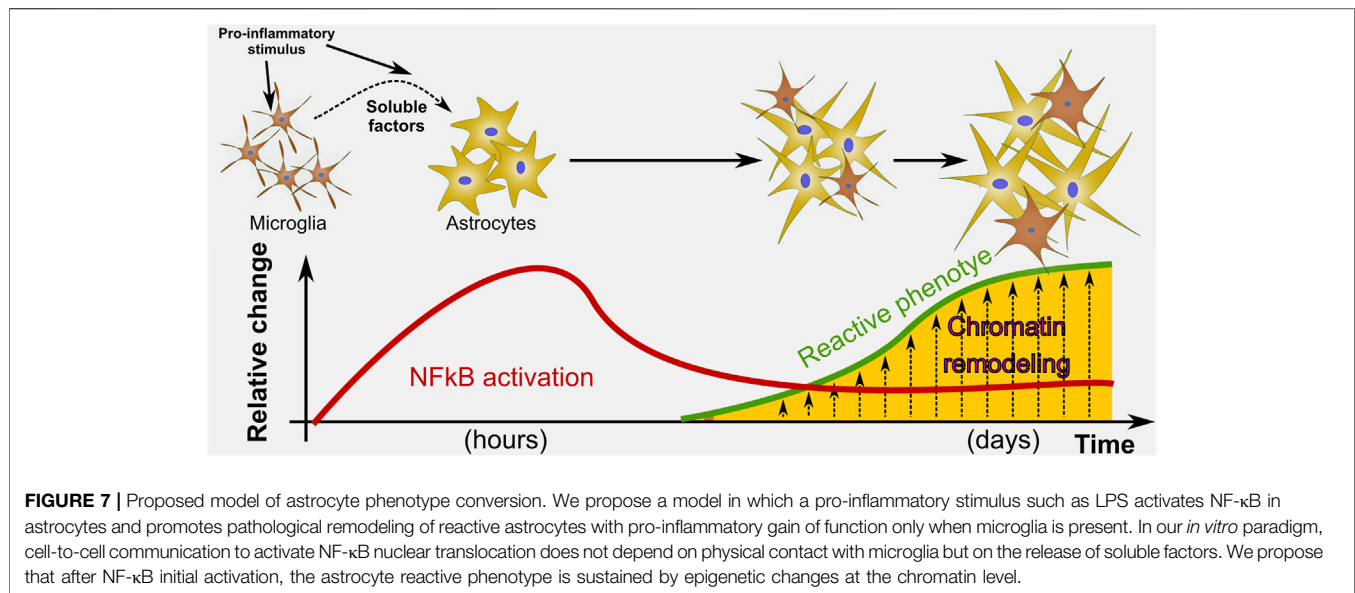 Pro-inflammatory
stimulus
Soluble
factors
Microglia
Astrocytes
Relative change
NFkB activation
Reactive phenotye
Chromatin
remodeling
(hours)
(days)
Time
FIGURE 7 | Proposed model of astrocyte phenotype conversion. We propose a model in which a pro-inflammatory stimulus such as LPS activates NF-κB in
astrocytes and promotes pathological remodeling of reactive astrocytes with pro-inflammatory gain of function only when microglia is present. In our in vitro paradigm,
cell-to-cell communication to activate NF-κB nuclear translocation does not depend on physical contact with microglia but on the release of soluble factors. We propose
that after NF-κB initial activation, the astrocyte reactive phenotype is sustained by epigenetic changes at the chromatin level.